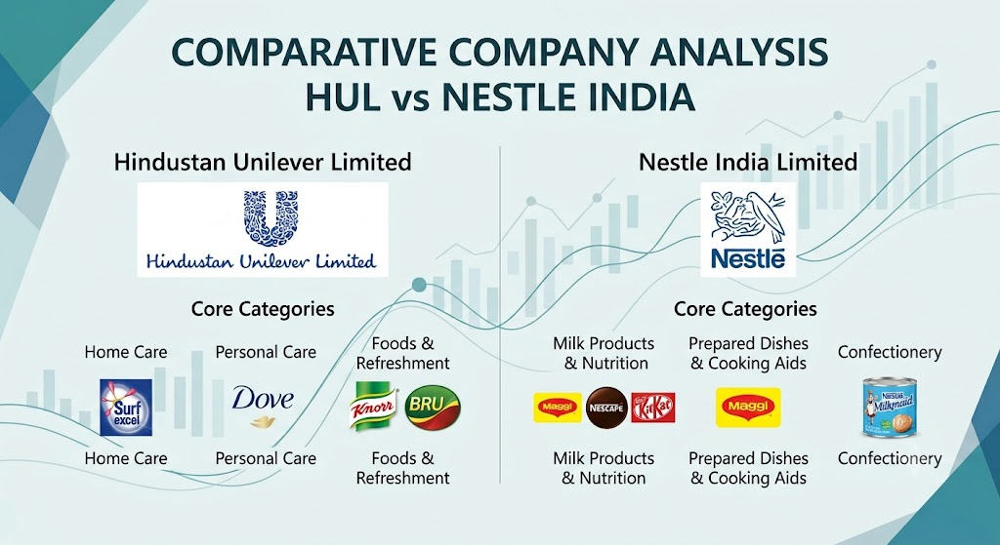 COMPARATIVE COMPANY ANALYSIS
HUL vs NESTLE INDIA
Hindustan Unilever Limited
Hindustan Unilever Limited
Core Categories
Home Care
Personal Care
Foods &
Refreshment
Surf
excel
Dove
Knorr
BRU
Home Care
Personal Care
Foods &
Refreshment
Nestle India Limited
Nestlé
Core Categories
Milk Products
& Nutrition
Prepared Dishes
& Cooking Aids
Confectionery
Maggi
NESCAFÉ
KitKat
Maggi
Nestlé
Milkmaid
Milk Products
& Nutrition
Prepared Dishes
& Cooking Aids
Confectionery